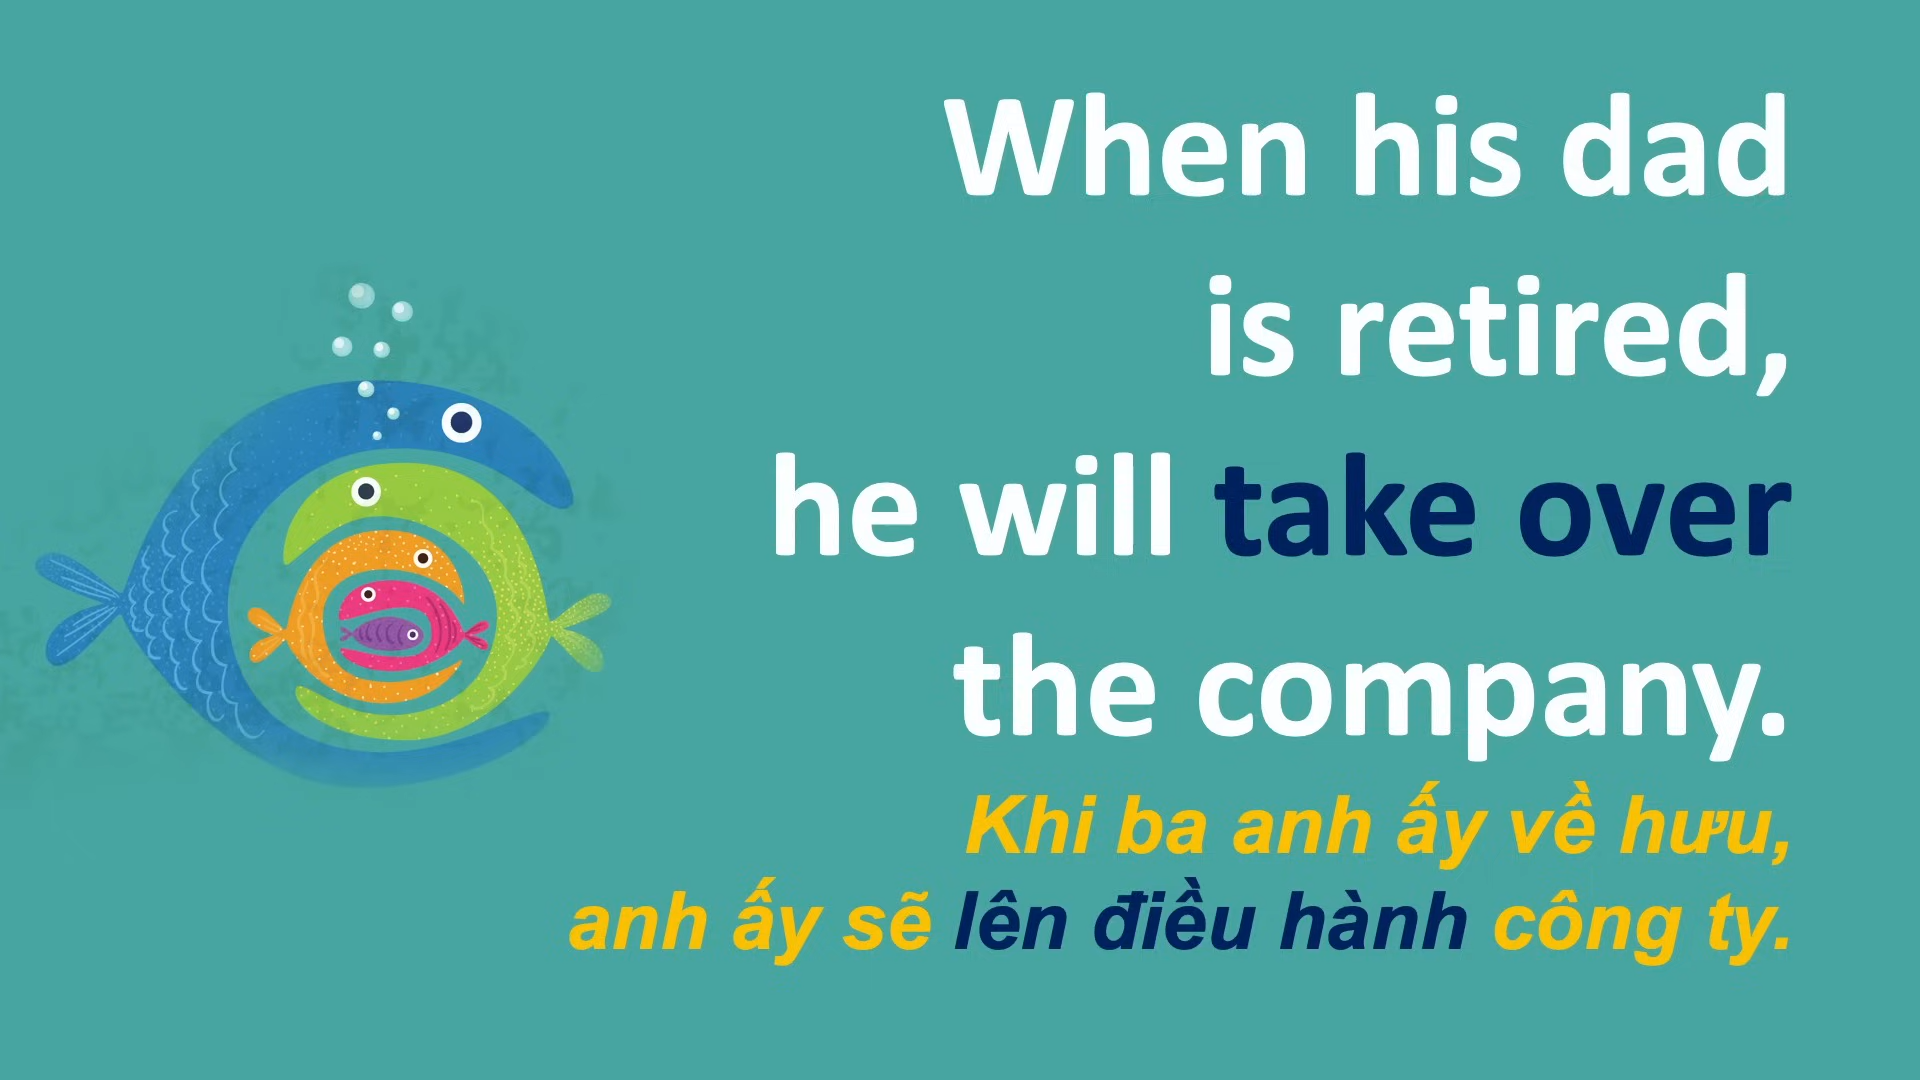 When his dad
is retired,
he will take over
the company.
Khi ba anh ấy về hưu,
anh ấy sẽ lên điều hành công ty.